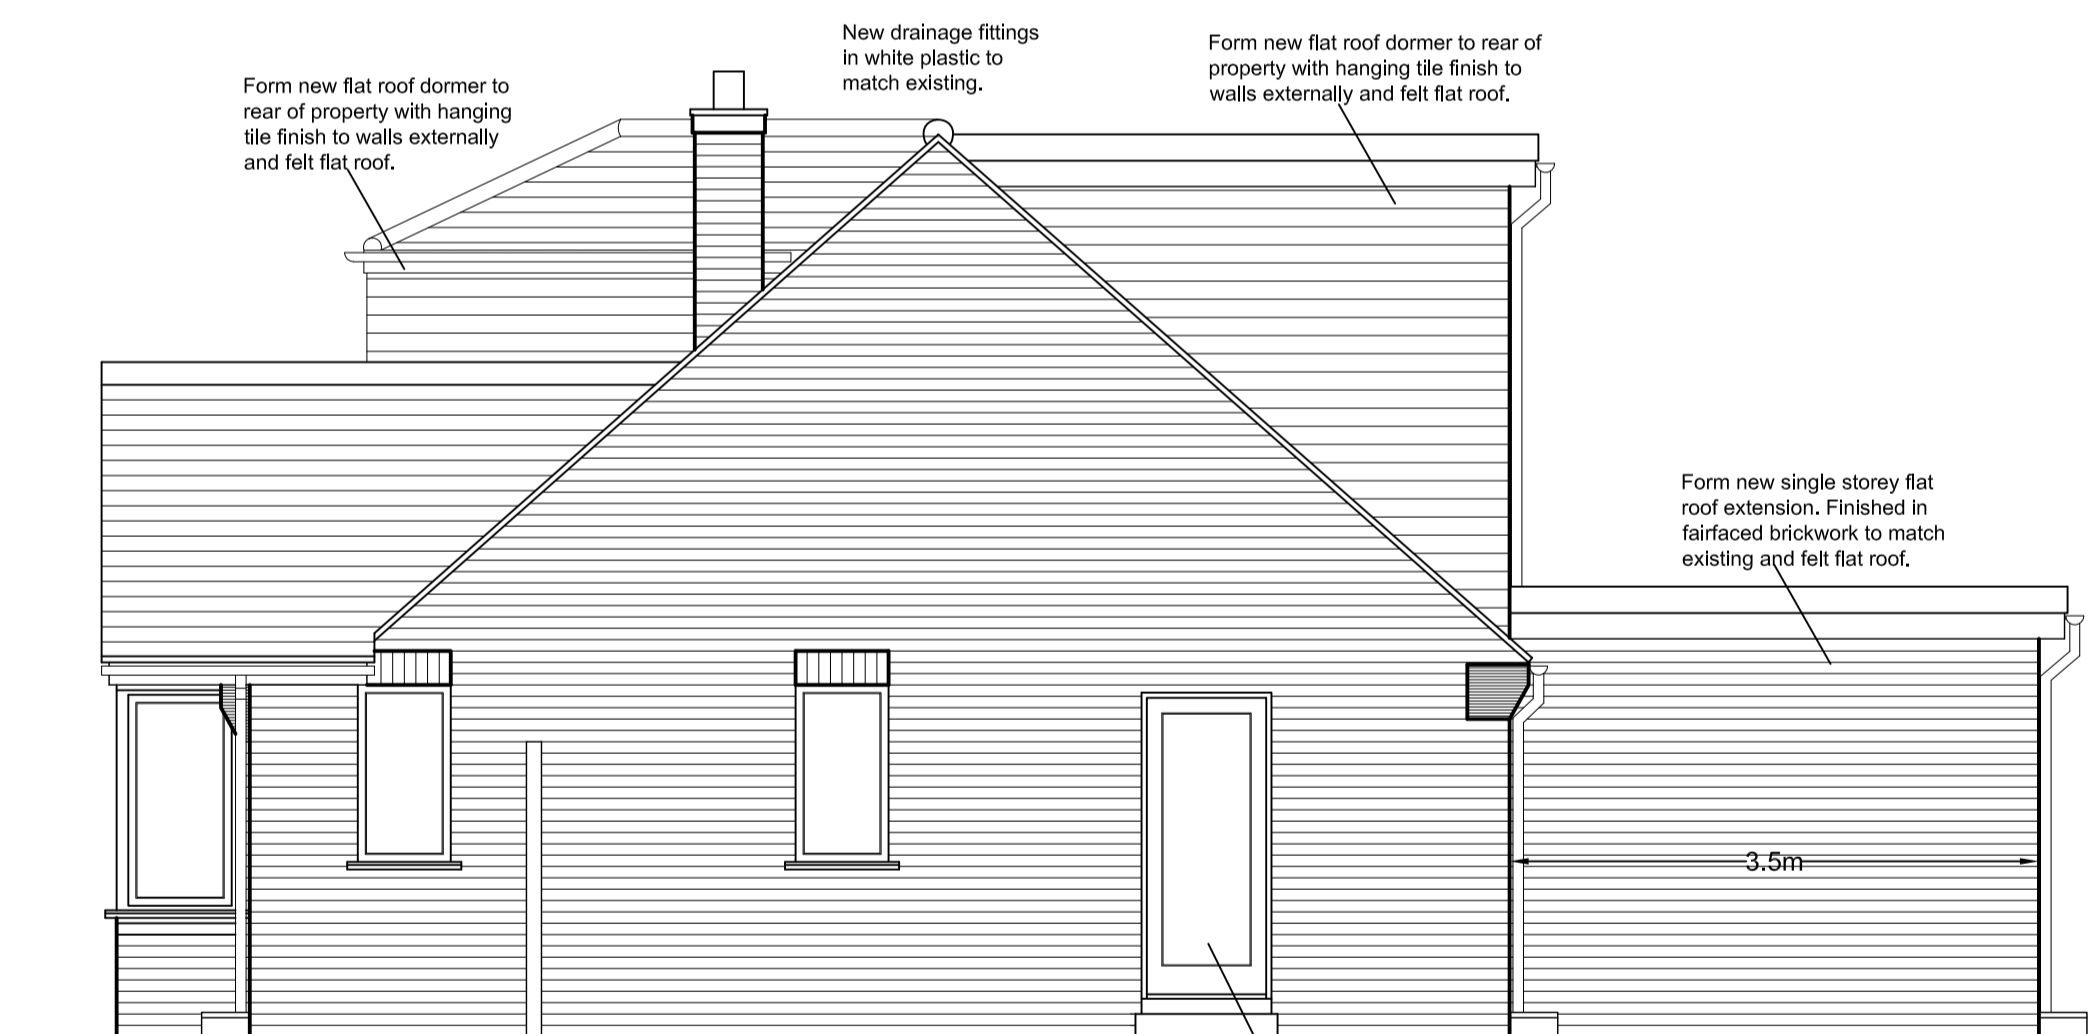 Form new flat roof dormer to
rear of property with hanging
tile finish to walls externally
and felt flat roof.
New drainage fittings
in white plastic to
match existing.
Form new flat roof dormer to rear of
property with hanging tile finish to
walls externally and felt flat roof.
Form new single storey flat
roof extension. Finished in
fairfaced brickwork to match
existing and felt flat roof.
3.5m